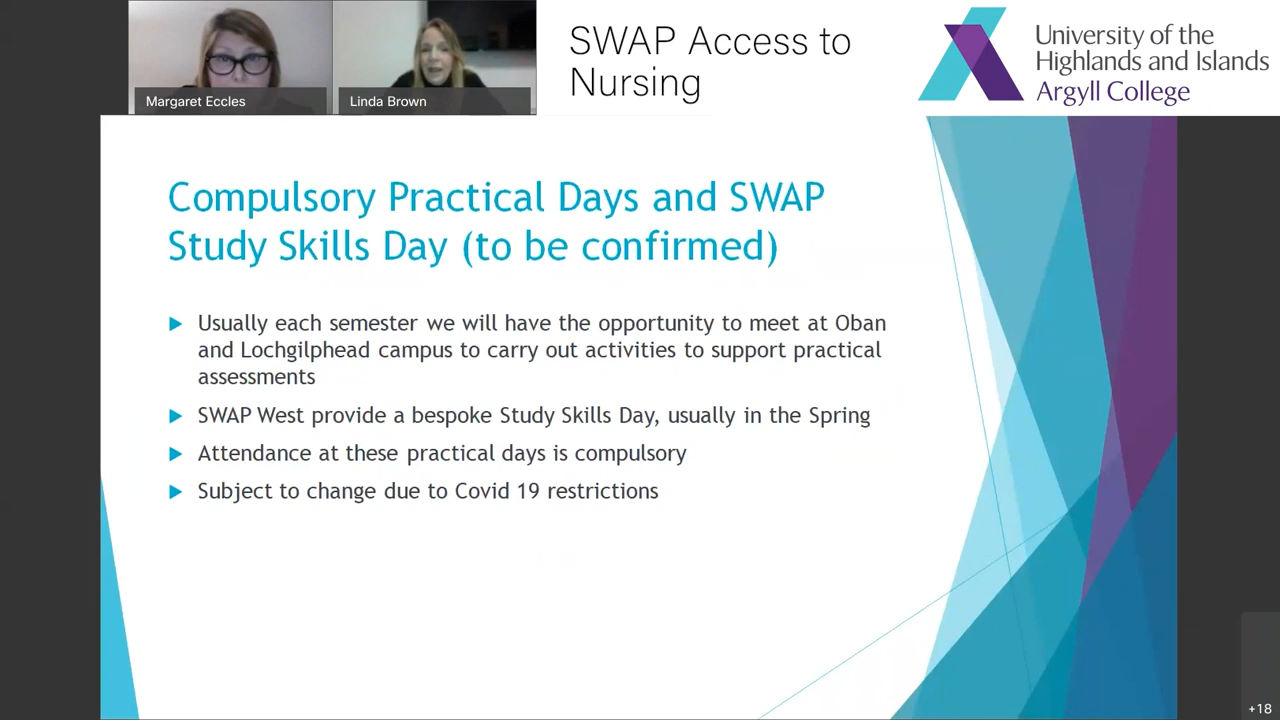 Margaret Eccles
Linda Brown
SWAP Access to
Nursing
University of the
Highlands and Islands
Argyll College
Compulsory Practical Days and SWAP
Study Skills Day (to be confirmed)
Usually each semester we will have the opportunity to meet at Oban
and Lochgilphead campus to carry out activities to support practical
assessments
SWAP West provide a bespoke Study Skills Day, usually in the Spring
Attendance at these practical days is compulsory
Subject to change due to Covid 19 restrictions
+18